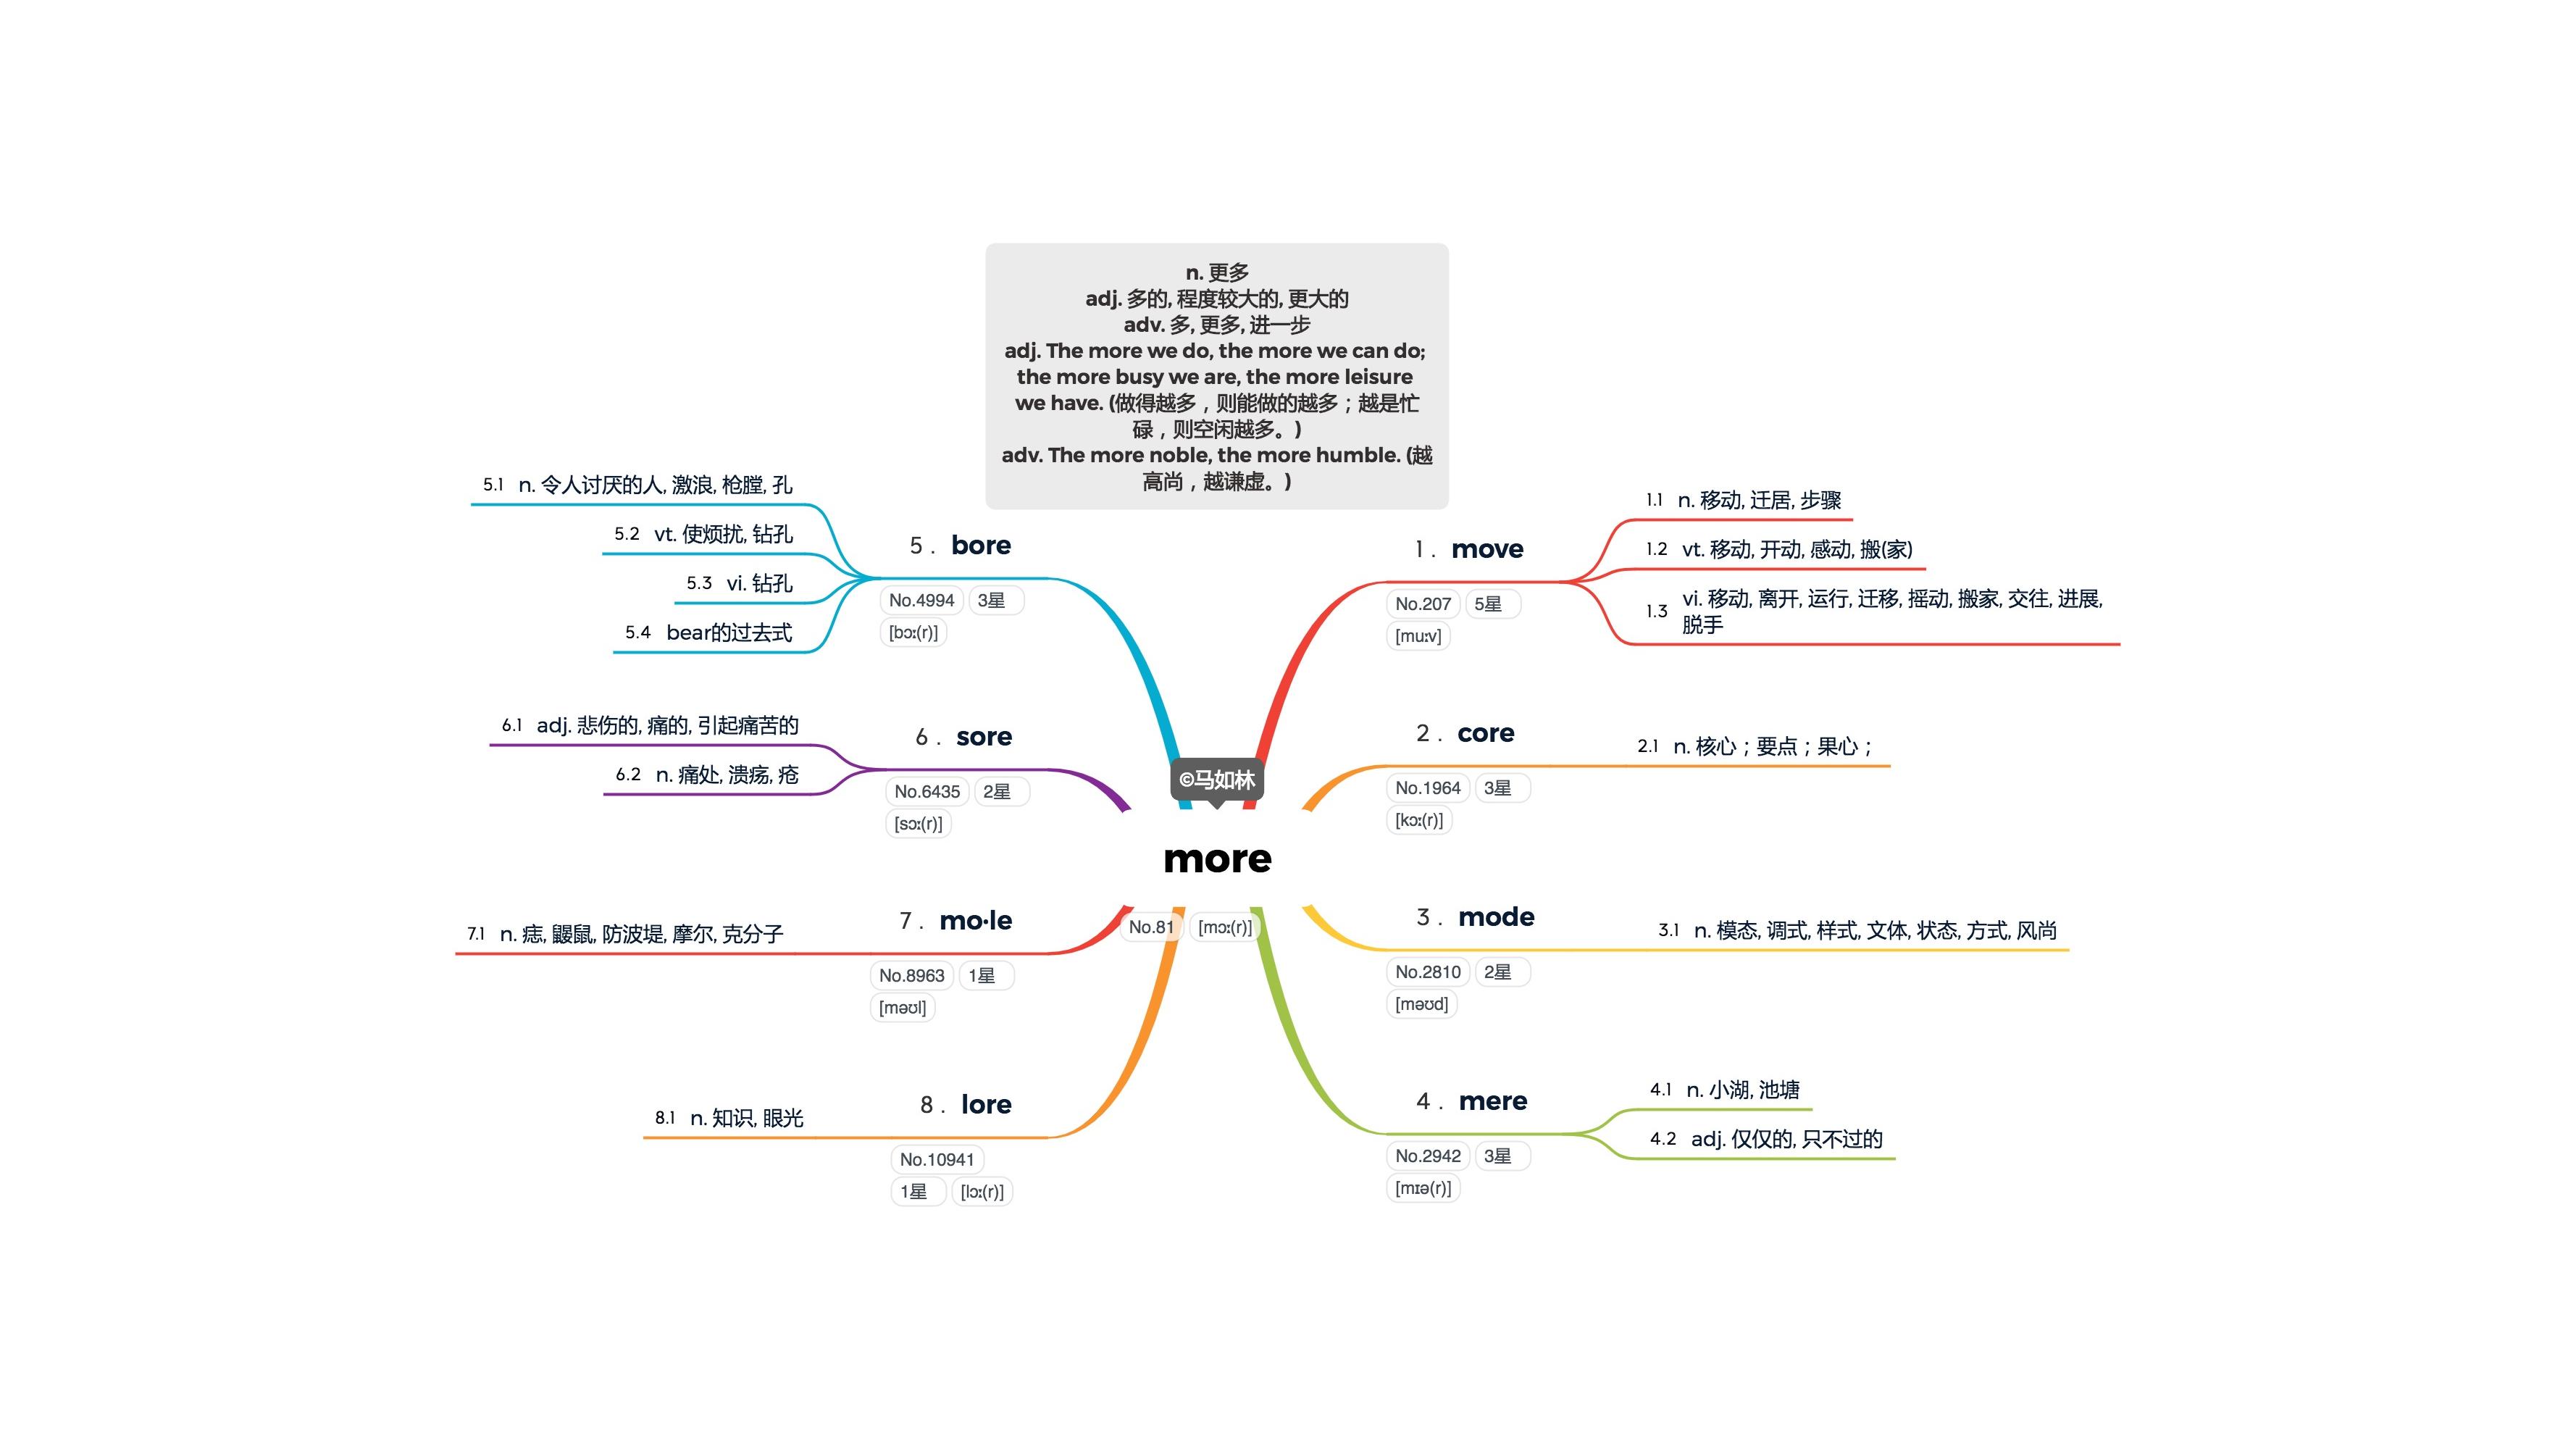 n. 更多
adj. 多的, 程度较大的, 更大的
adv. 多, 更多, 进一步
adj. The more we do, the more we can do;
the more busy we are, the more leisure
we have. (做得越多，则能做的越多；越是忙
碌，则空闲越多。)
adv. The more noble, the more humble. (越
高尚，越谦虚。)
©马如林
more
No.81 [mɔː(r)]
1. move
No.207 5星
[muːv]
1.1 n. 移动, 迁居, 步骤
1.2 vt. 移动, 开动, 感动, 搬(家)
1.3 vi. 移动, 离开, 运行, 迁移, 摇动, 搬家, 交往, 进展,
脱手
2. core
No.1964 3星
[kɔː(r)]
2.1 n. 核心；要点；果心；
3. mode
No.2810 2星
[məʊd]
3.1 n. 模态, 调式, 样式, 文体, 状态, 方式, 风尚
4. mere
No.2942 3星
[mɪə(r)]
4.1 n. 小湖, 池塘
4.2 adj. 仅仅的, 只不过的
5. bore
No.4994 3星
[bɔː(r)]
5.1 n. 令人讨厌的人, 激浪, 枪膛, 孔
5.2 vt. 使烦扰, 钻孔
5.3 vi. 钻孔
5.4 bear的过去式
6. sore
No.6435 2星
[sɔː(r)]
6.1 adj. 悲伤的, 痛的, 引起痛苦的
6.2 n. 痛处, 溃疡, 疮
7. mo·le
No.8963 1星
[məʊl]
7.1 n. 痣, 鼹鼠, 防波堤, 摩尔, 克分子
8. lore
No.10941
1星 [lɔː(r)]
8.1 n. 知识, 眼光